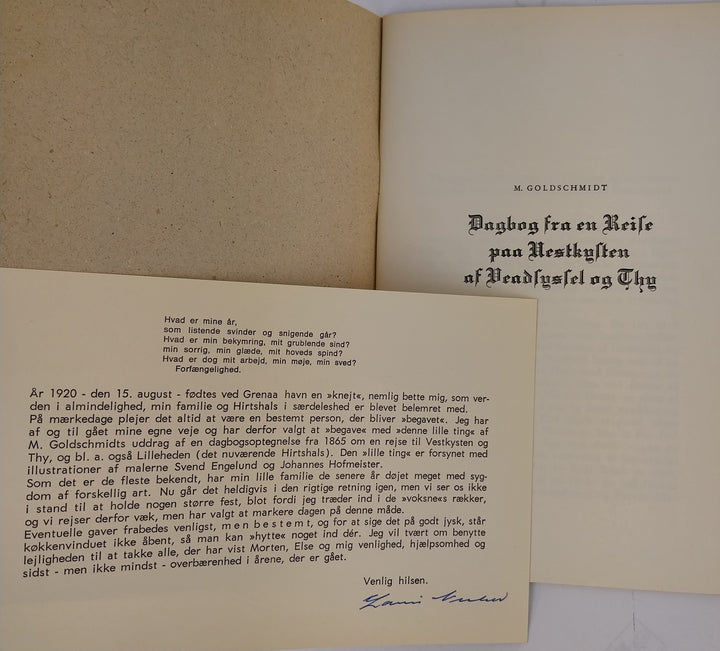 M. GOLDSCHMIDT
Dagbog fra en Reise
paa Vestkysten
af Vendsyssel og Thy
Hvad er mine år,
som listende svinder og snigende går?
Hvad er min bekymring, mit grublende sind?
min sorrig, min glæde, mit hoveds spind?
Hvad er dog mit arbejd, min møje, min sved?
Forfængelighed.
År 1920 - den 15. august - fødtes ved Grenaa havn en »knejt«, nemlig bette mig, som ver-
den i almindelighed, min familie og Hirtshals i særdeleshed er blevet belemret med.
På mærkedage plejer det altid at være en bestemt person, der bliver »begavet«. Jeg har
af og til gået mine egne veje og har derfor valgt at »begave« med »denne lille ting« af
M. Goldschmidts uddrag af en dagbogsoptegnelse fra 1865 om en rejse til Vestkysten og
Thy, og bl. a. også Lilleheden (det nuværende Hirtshals). Den »lille ting« er forsynet med
illustrationer af malerne Svend Engelund og Johannes Hofmeister.
Som det er de fleste bekendt, har min lille familie de senere år døjet meget med syg-
dom af forskellig art. Nu går det heldigvis i den rigtige retning igen, men vi ser os ikke
i stand til at holde nogen større fest, blot fordi jeg træder ind i de »voksne« rækker,
og vi rejser derfor væk, men har valgt at markere dagen på denne måde.
Eventuelle gaver frabedes venligst, men bestemt, og for at sige det på godt jysk, står
køkkenvinduet ikke åbent, så man kan »hytte« noget ind dér. Jeg vil tvært om benytte
lejligheden til at takke alle, der har vist Morten, Else og mig venlighed, hjælpsomhed og
sidst - men ikke mindst - overbærenhed i årene, der er gået.
Venlig hilsen.